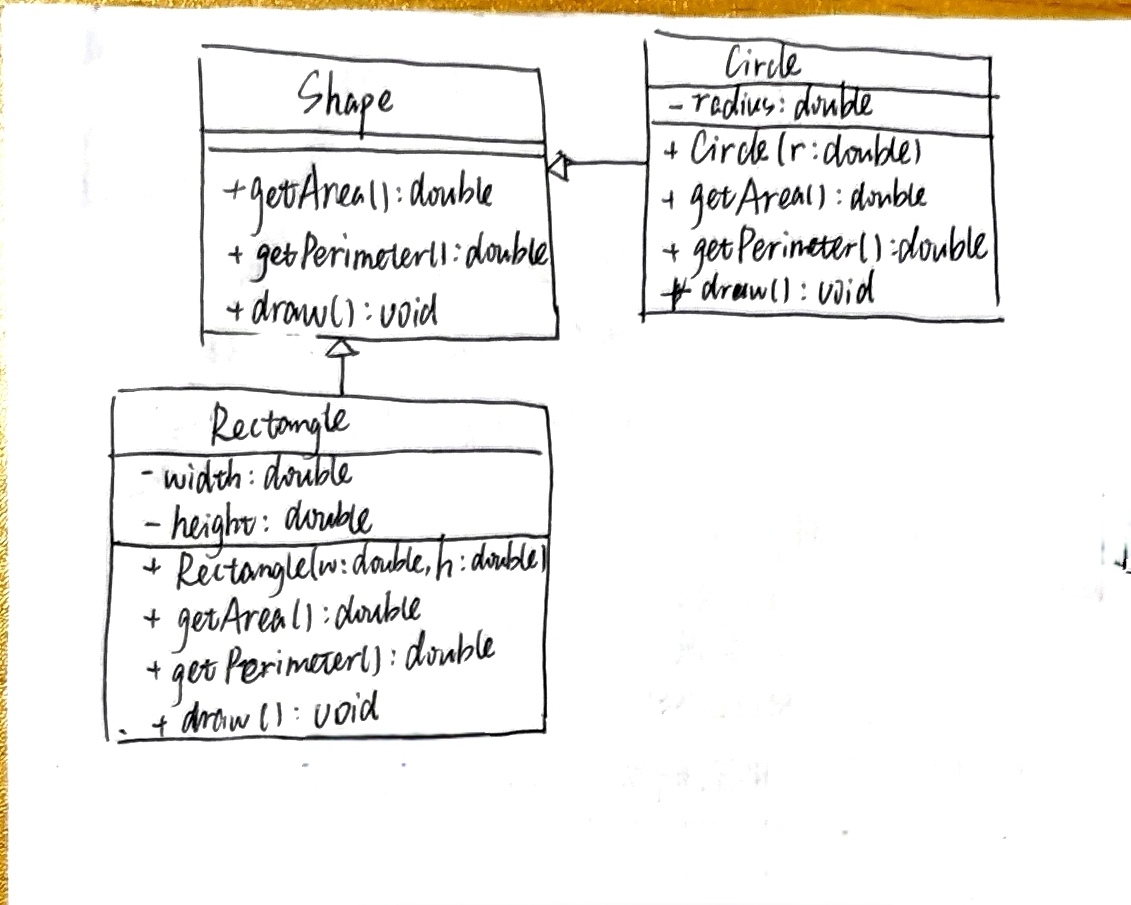 Shape
+ getArea() : double
+ getPerimeter() : double
+ draw() : void
Circle
- radius : double
+ Circle(r : double)
+ getArea() : double
+ getPerimeter() : double
+ draw() : void
Rectangle
- width : double
- height : double
+ Rectangle(w : double, h : double)
+ getArea() : double
+ getPerimeter() : double
+ draw() : void